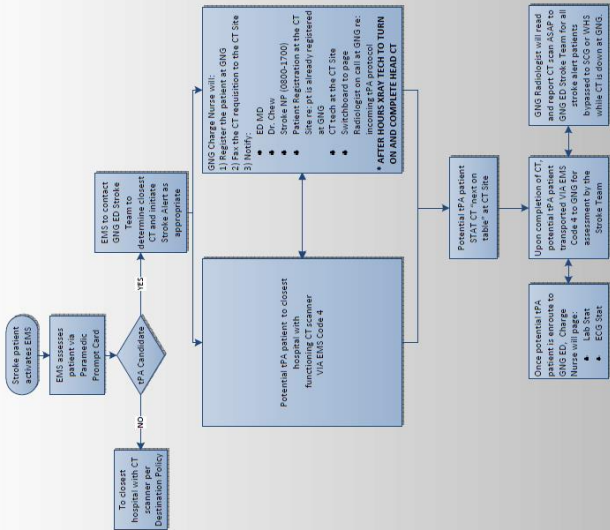 Stroke patient
activates EMS
EMS assesses
patient via
Paramedic
Prompt Card
tPA Candidate
NO
YES
To closest
hospital with CT
scanner per
Destination Policy
EMS to contact
GNG ED Stroke
Team to
determine closest
CT and initiate
Stroke Alert as
appropriate
Potential tPA patient to closest
hospital with
functioning CT scanner
VIA EMS Code 4
GNG Charge Nurse will:
1) Register the patient at GNG
2) Fax the CT requisition to the CT Site
3) Notify:
ED MD
Dr. Chew
Stroke NP (0800-1700)
Patient Registration at the CT
Site re: pt is already registered
at GNG
CT tech at the CT Site
Switchboard to page
Radiologist on call at GNG re:
incoming tPA protocol
* AFTER HOURS XRAY TECH TO TURN
ON AND COMPLETE HEAD CT
Potential tPA patient
STAT CT "next on
table" at CT Site
Once potential tPA
patient is enroute to
GNG ED, Charge
Nurse will page:
Lab Stat
ECG Stat
Upon completion of CT,
potential tPA patient
transported VIA EMS
Code 4 to GNG for
assessment by the
Stroke Team
GNG Radiologist will read
and report CT scan ASAP to
GNG ED Stroke Team for all
stroke alert patients
bypassed to SCG or WHS
while CT is down at GNG.